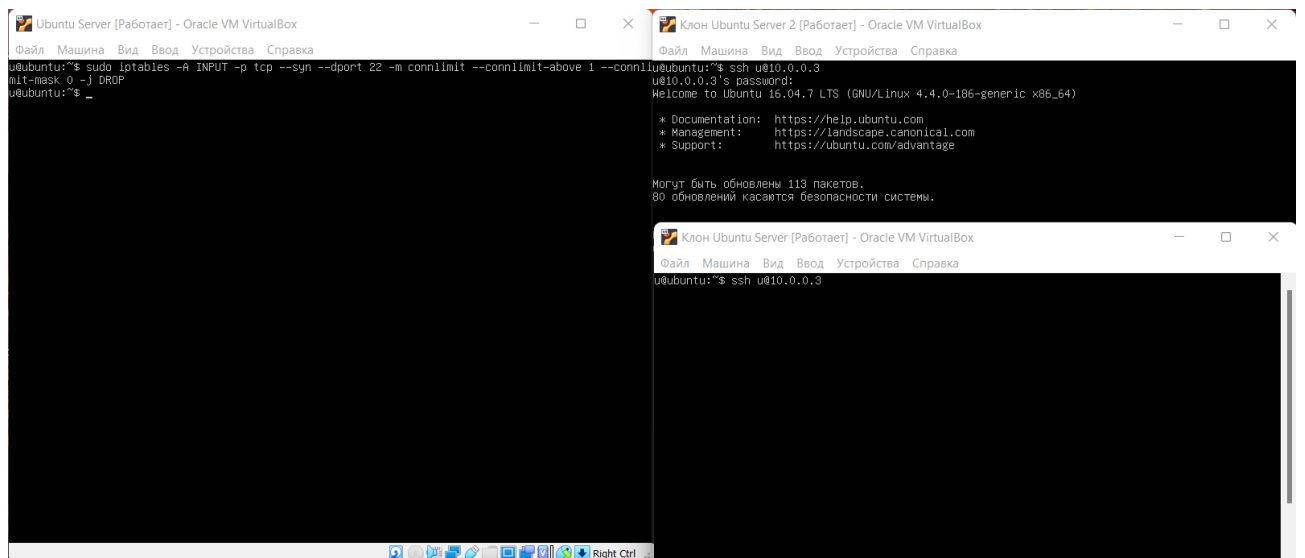 Ubuntu Server [Работает] - Oracle VM VirtualBox
Файл Машина Вид Ввод Устройства Справка
u@ubuntu:~$ sudo iptables -A INPUT -p tcp --syn --dport 22 -m connlimit --connlimit-above 1 --connli
mit-mask 0 -j DROP
u@ubuntu:~$ _
Right Ctrl
Клон Ubuntu Server 2 [Работает] - Oracle VM VirtualBox
Файл Машина Вид Ввод Устройства Справка
u@ubuntu:~$ ssh u@10.0.0.3
u@10.0.0.3's password:
Welcome to Ubuntu 16.04.7 LTS (GNU/Linux 4.4.0-186-generic x86_64)
* Documentation: https://help.ubuntu.com
* Management: https://landscape.canonical.com
* Support: https://ubuntu.com/advantage
Могут быть обновлены 113 пакетов.
80 обновлений касаются безопасности системы.
Клон Ubuntu Server [Работает] - Oracle VM VirtualBox
Файл Машина Вид Ввод Устройства Справка
u@ubuntu:~$ ssh u@10.0.0.3